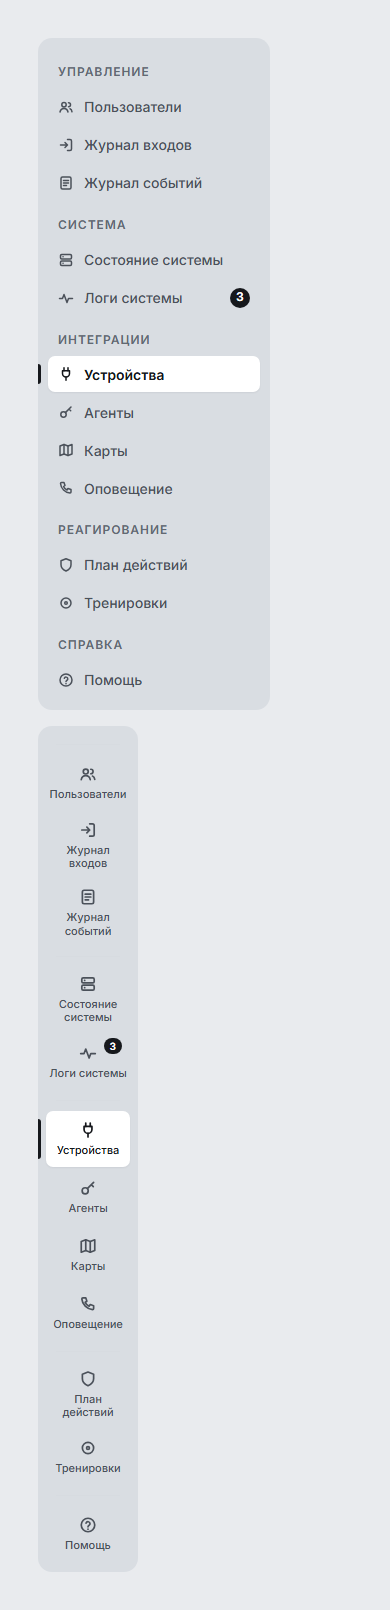 УПРАВЛЕНИЕ
Пользователи
Журнал входов
Журнал событий
СИСТЕМА
Состояние системы
Логи системы 3
ИНТЕГРАЦИИ
Устройства
Агенты
Карты
Оповещение
РЕАГИРОВАНИЕ
План действий
Тренировки
СПРАВКА
Помощь
Пользователи
Журнал
входов
Журнал
событий
Состояние
системы
3
Логи системы
Устройства
Агенты
Карты
Оповещение
План
действий
Тренировки
Помощь